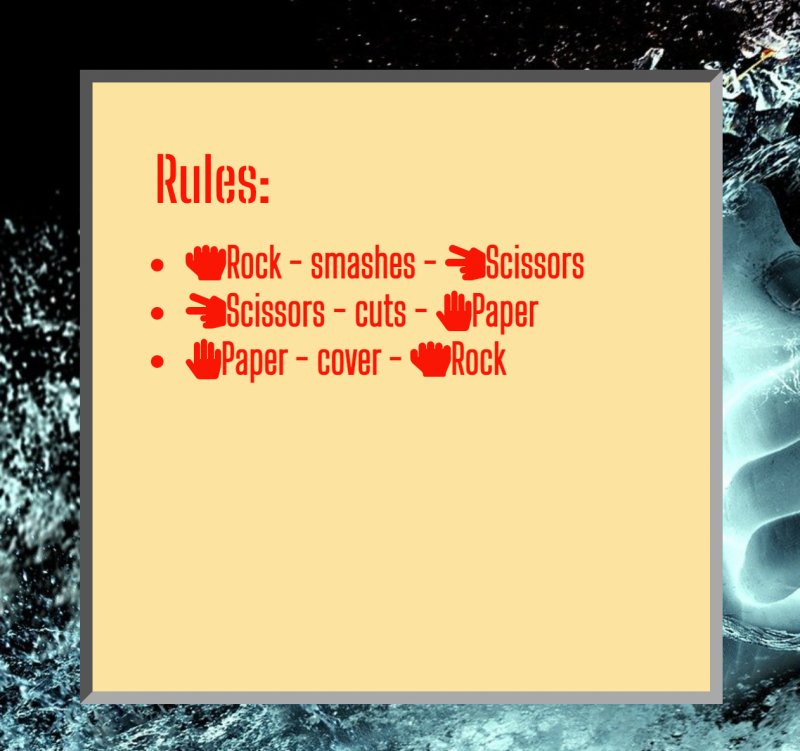 Rules:
Rock - smashes - Scissors
Scissors - cuts - Paper
Paper - cover - Rock